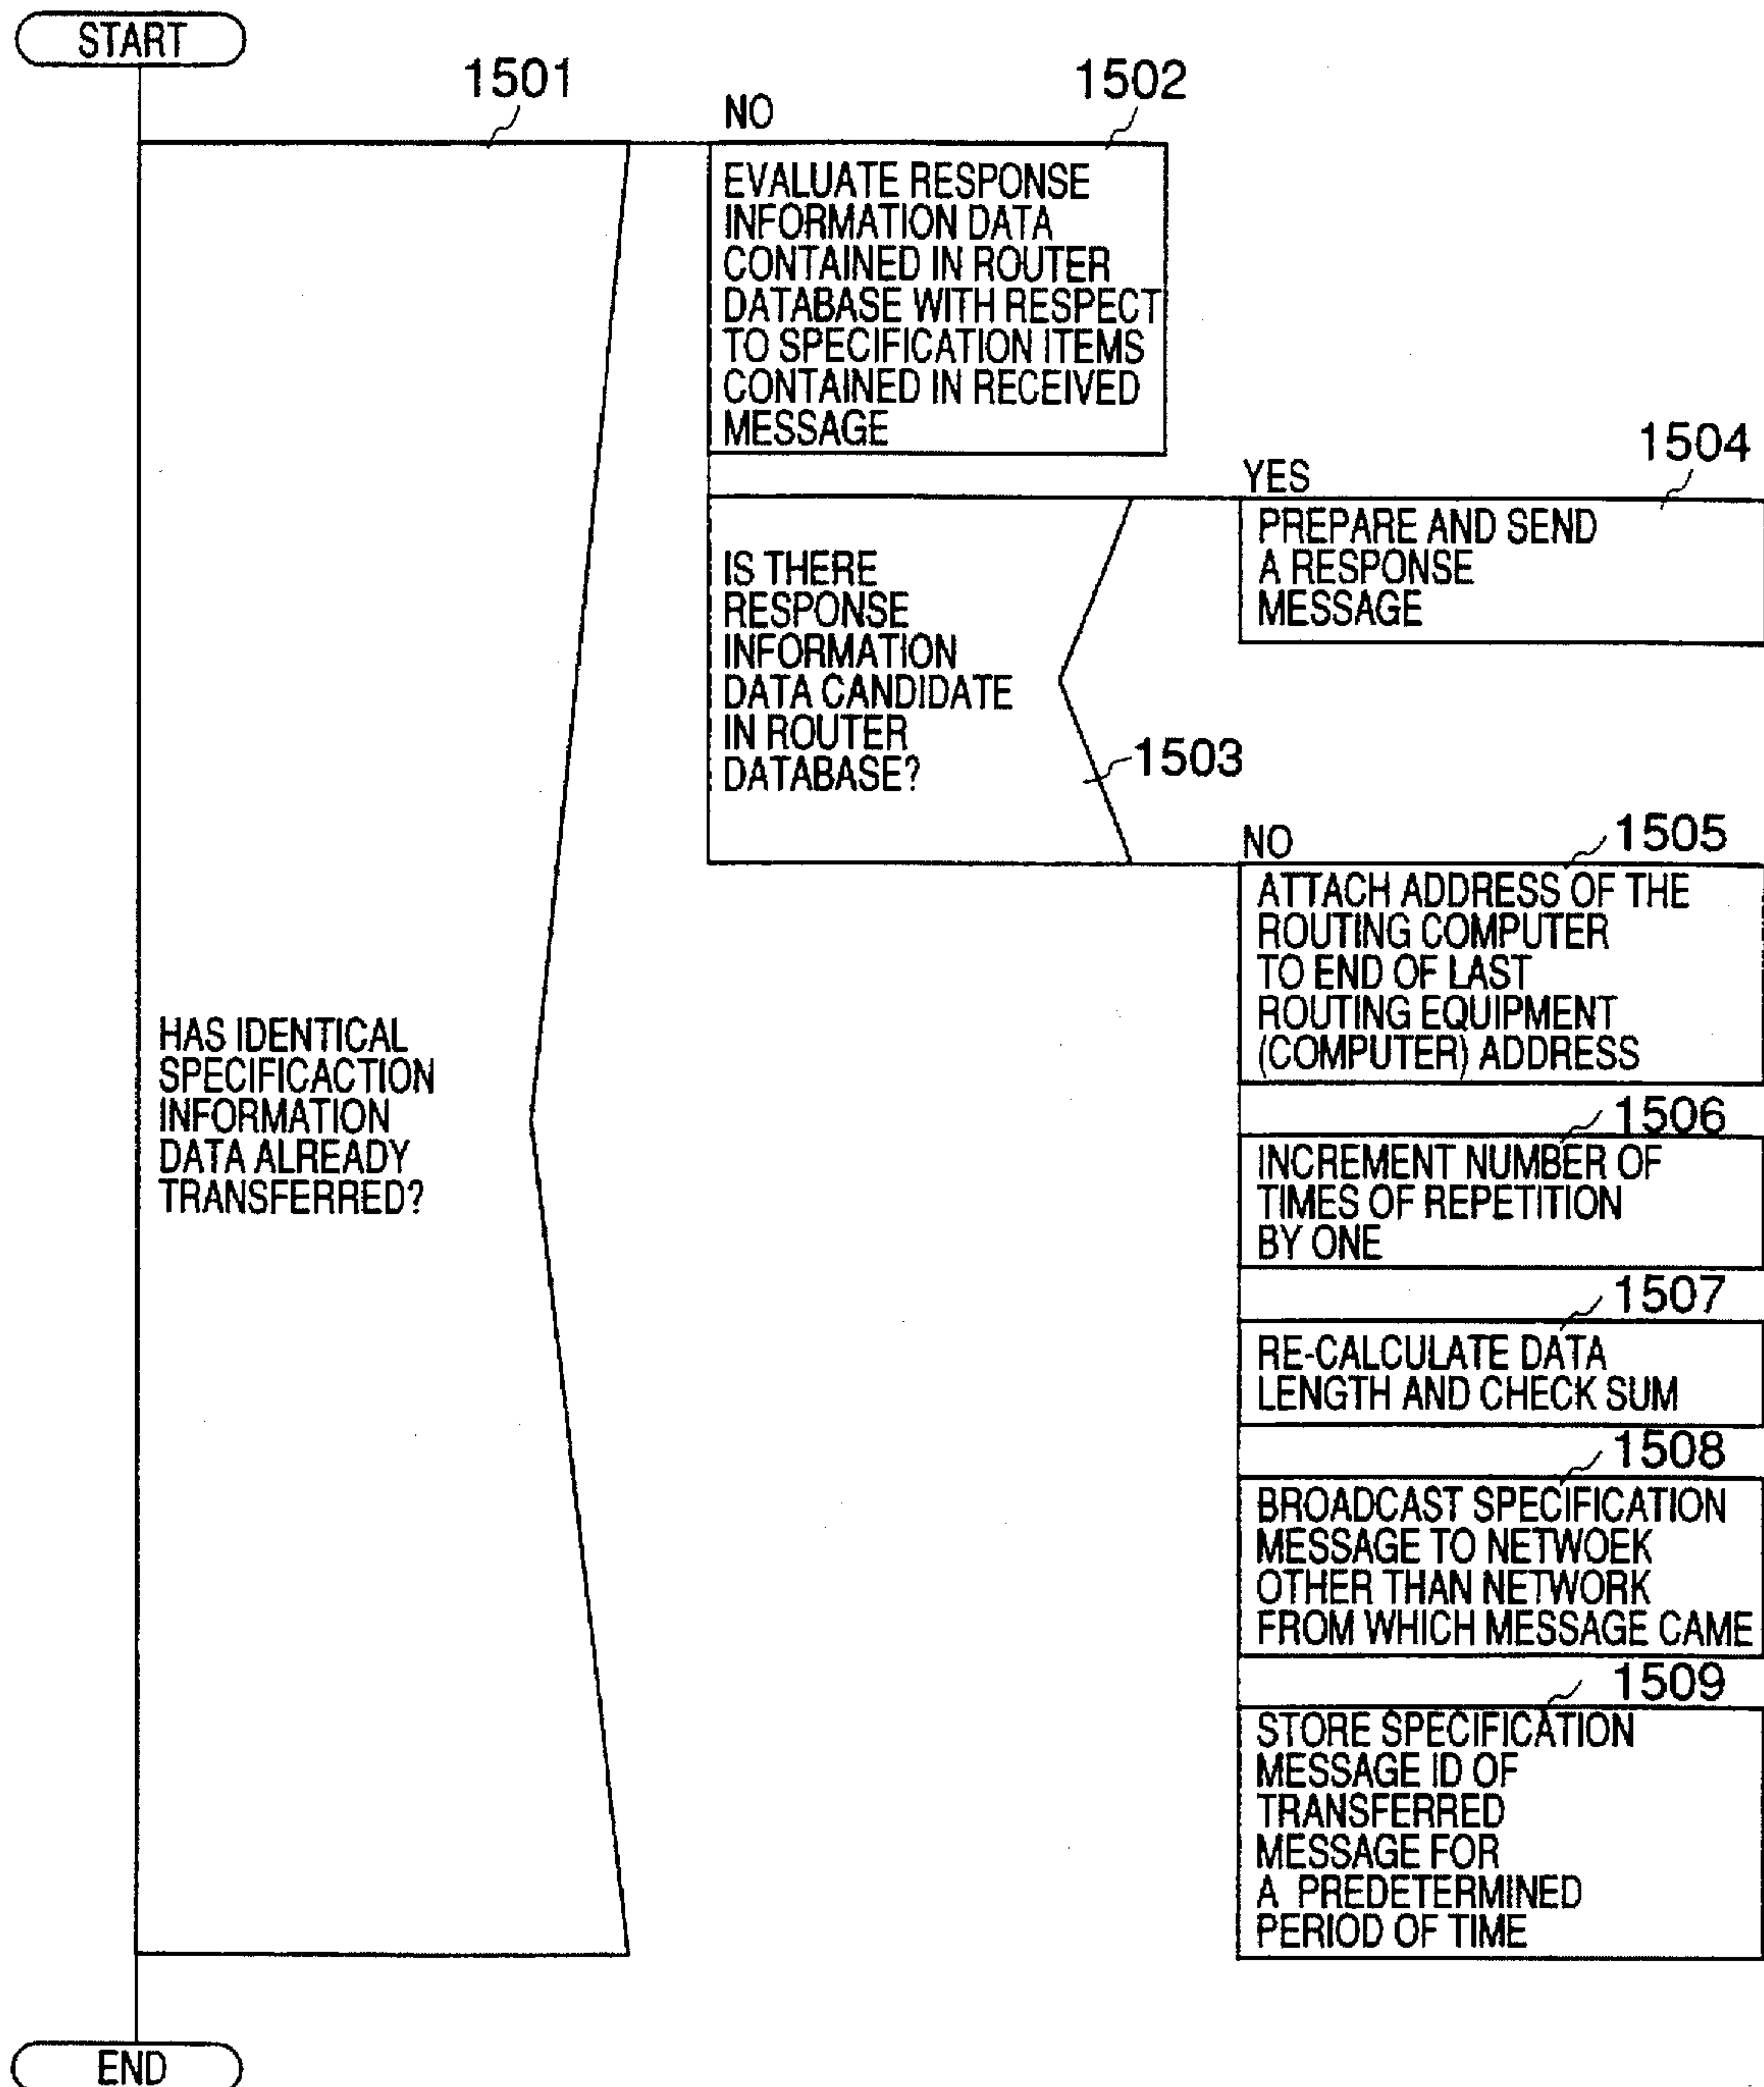 START
1501
NO
1502
EVALUATE RESPONSE
INFORMATION DATA
CONTAINED IN ROUTER
DATABASE WITH RESPECT
TO SPECIFICATION ITEMS
CONTAINED IN RECEIVED
MESSAGE
YES
1504
PREPARE AND SEND
A RESPONSE
MESSAGE
IS THERE
RESPONSE
INFORMATION
DATA CANDIDATE
IN ROUTER
DATABASE?
1503
NO
1505
ATTACH ADDRESS OF THE
ROUTING COMPUTER
TO END OF LAST
ROUTING EQUIPMENT
(COMPUTER) ADDRESS
HAS IDENTICAL
SPECIFICACTION
INFORMATION
DATA ALREADY
TRANSFERRED?
1506
INCREMENT NUMBER OF
TIMES OF REPETITION
BY ONE
1507
RE-CALCULATE DATA
LENGTH AND CHECK SUM
1508
BROADCAST SPECIFICATION
MESSAGE TO NETWOEK
OTHER THAN NETWORK
FROM WHICH MESSAGE CAME
1509
STORE SPECIFICATION
MESSAGE ID OF
TRANSFERRED
MESSAGE FOR
A PREDETERMINED
PERIOD OF TIME
END